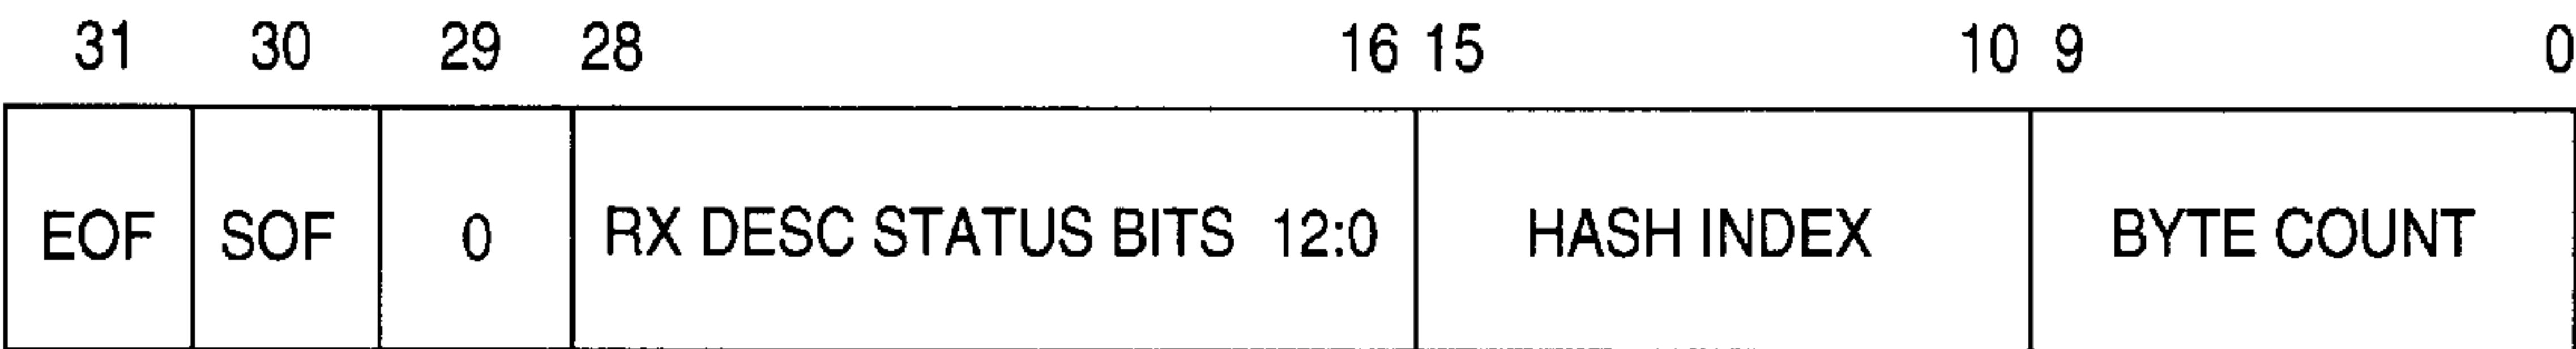 31 30 29 28 16 15 10 9 0
EOF SOF 0 RX DESC STATUS BITS 12:0 HASH INDEX BYTE COUNT